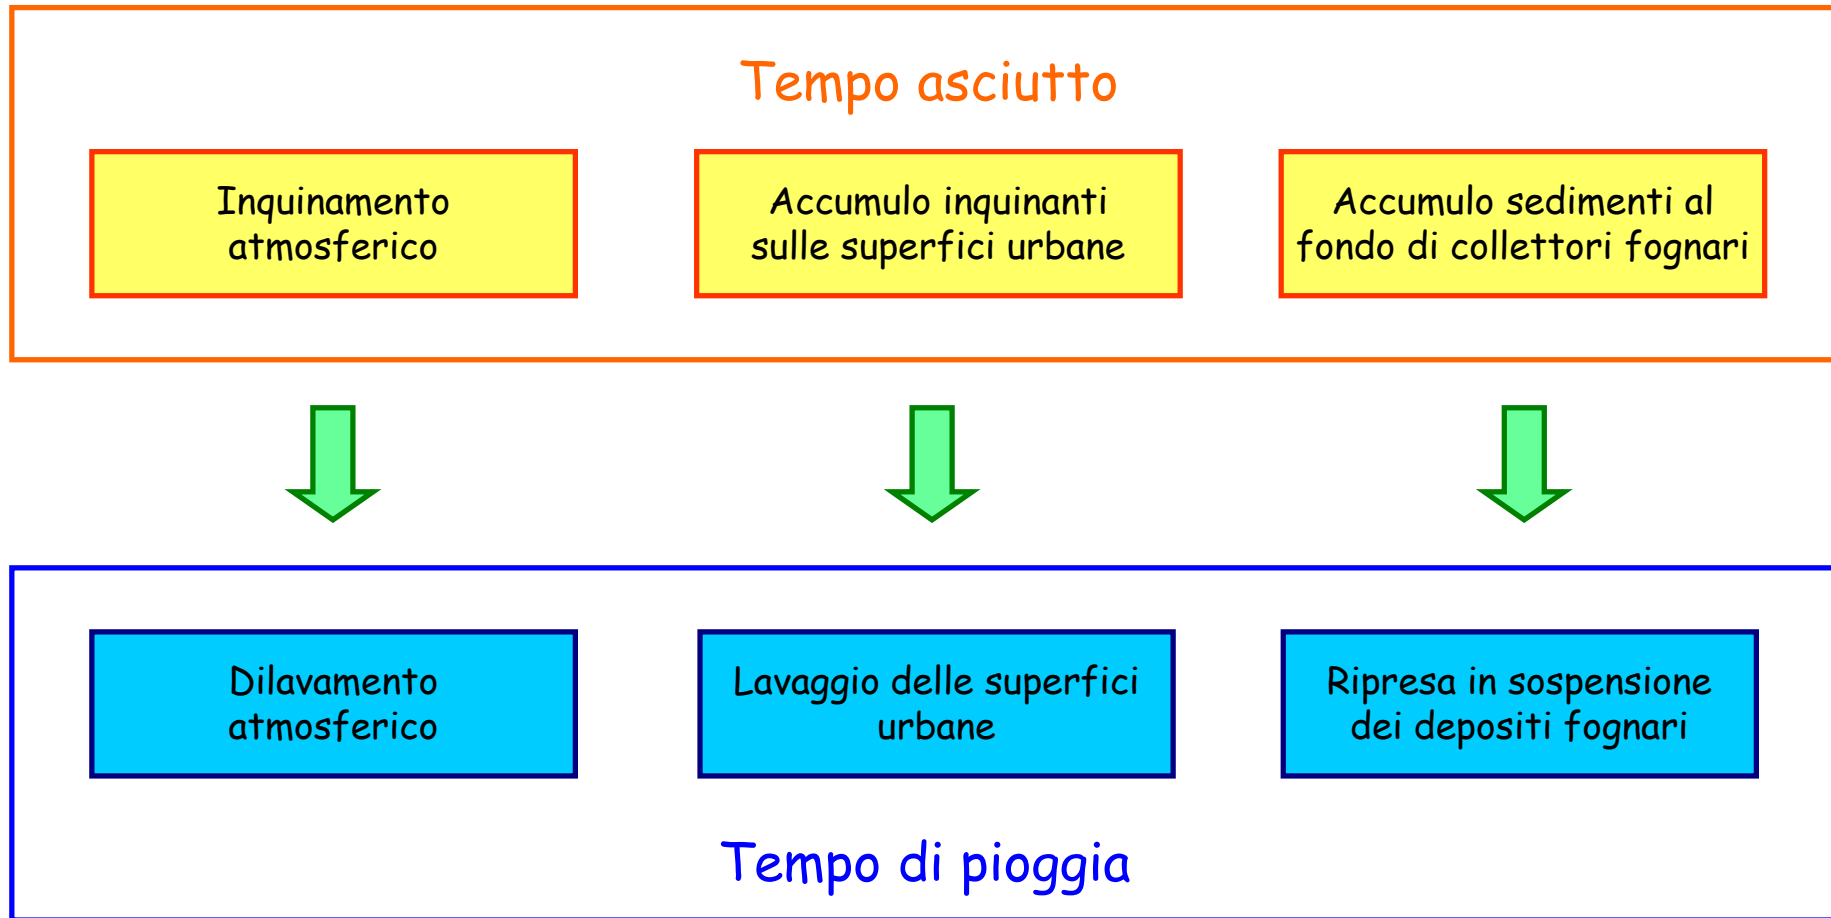 Tempo asciutto
Inquinamento
atmosferico
Accumulo inquinanti
sulle superfici urbane
Accumulo sedimenti al
fondo di collettori fognari
Dilavamento
atmosferico
Lavaggio delle superfici
urbane
Ripresa in sospensione
dei depositi fognari
Tempo di pioggia